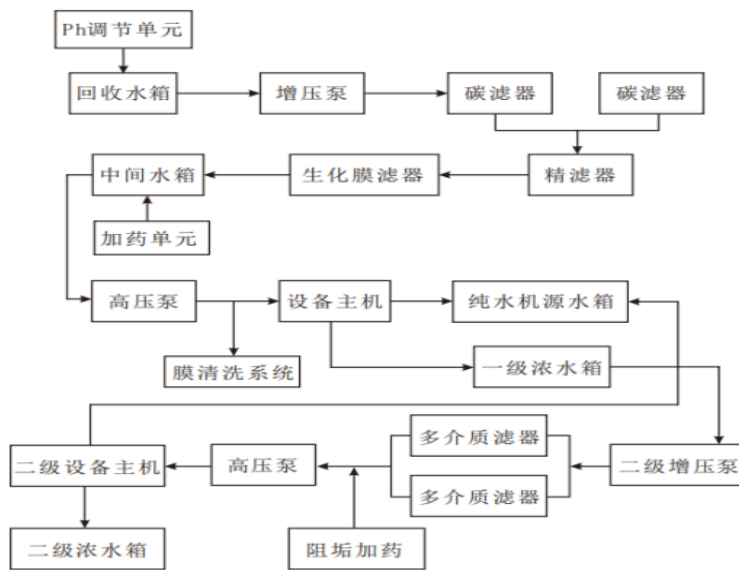 Ph调节单元
回收水箱
增压泵
碳滤器
碳滤器
中间水箱
生化膜滤器
精滤器
加药单元
高压泵
设备主机
纯水机源水箱
膜清洗系统
一级浓水箱
多介质滤器
二级设备主机
高压泵
二级增压泵
多介质滤器
二级浓水箱
阻垢加药